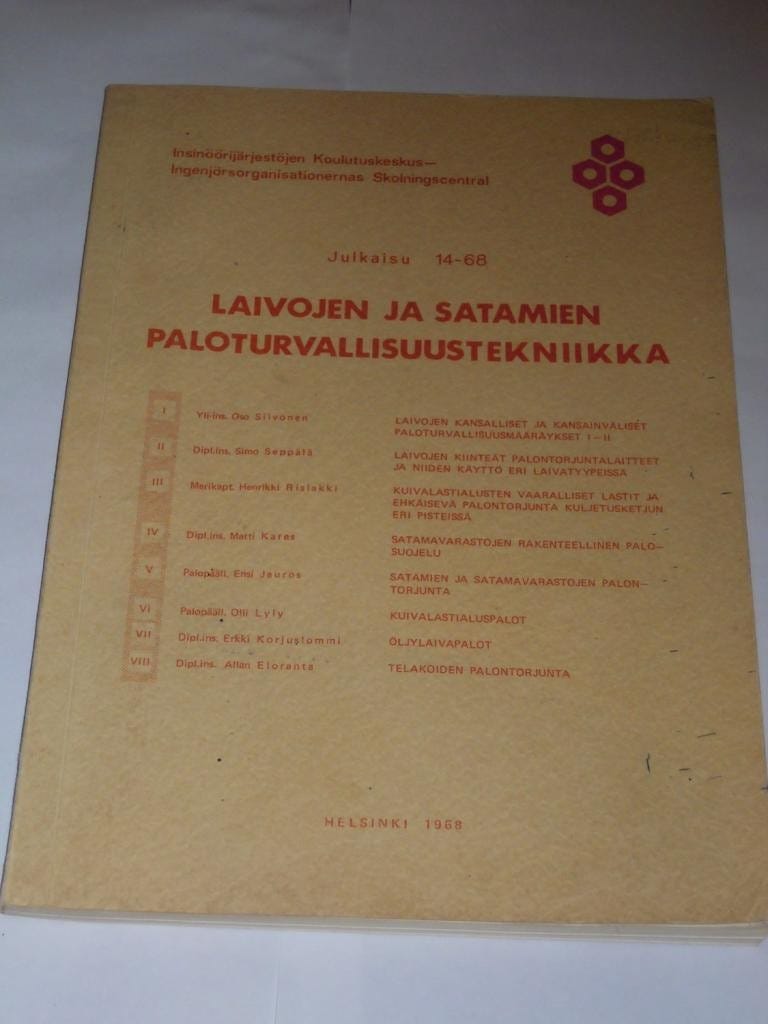 Insinöörijärjestöjen Koulutuskeskus—
Ingenjörsorganisationernas Skolningscentral
Julkaisu 14-68
LAIVOJEN JA SATAMIEN
PALOTURVALLISUUSTEKNIIKKA
I Yli-ins. Oso Siivonen LAIVOJEN KANSALLISET JA KANSAINVÄLISET
PALOTURVALLISUUSMÄÄRÄYKSET I—II
II Dipl.ins. Simo Seppälä LAIVOJEN KIINTEÄT PALONTORJUNTALAITTEET
JA NIIDEN KÄYTTÖ ERI LAIVATYYPEISSÄ
III Merikapt. Henrikki Rislakki KUIVALASTIALUSTEN VAARALLISET LASTIT JA
EHKÄISEVÄ PALONTORJUNTA KULJETUSKETJUN
ERI PISTEISSÄ
IV Dipl.ins. Matti Kares SATAMAVARASTOJEN RAKENTEELLINEN PALO—
SUOJELU
V Palopääll. Ensi Jauros SATAMIEN JA SATAMAVARASTOJEN PALON—
TORJUNTA
VI Palopääll. Olli Lyly KUIVALASTIALUSPALOT
VII Dipl.ins. Erkki Korjustommi ÖLJYLAIVAPALOT
VIII Dipl.ins. Allan Eloranta TELAKOIDEN PALONTORJUNTA
HELSINKI 1968